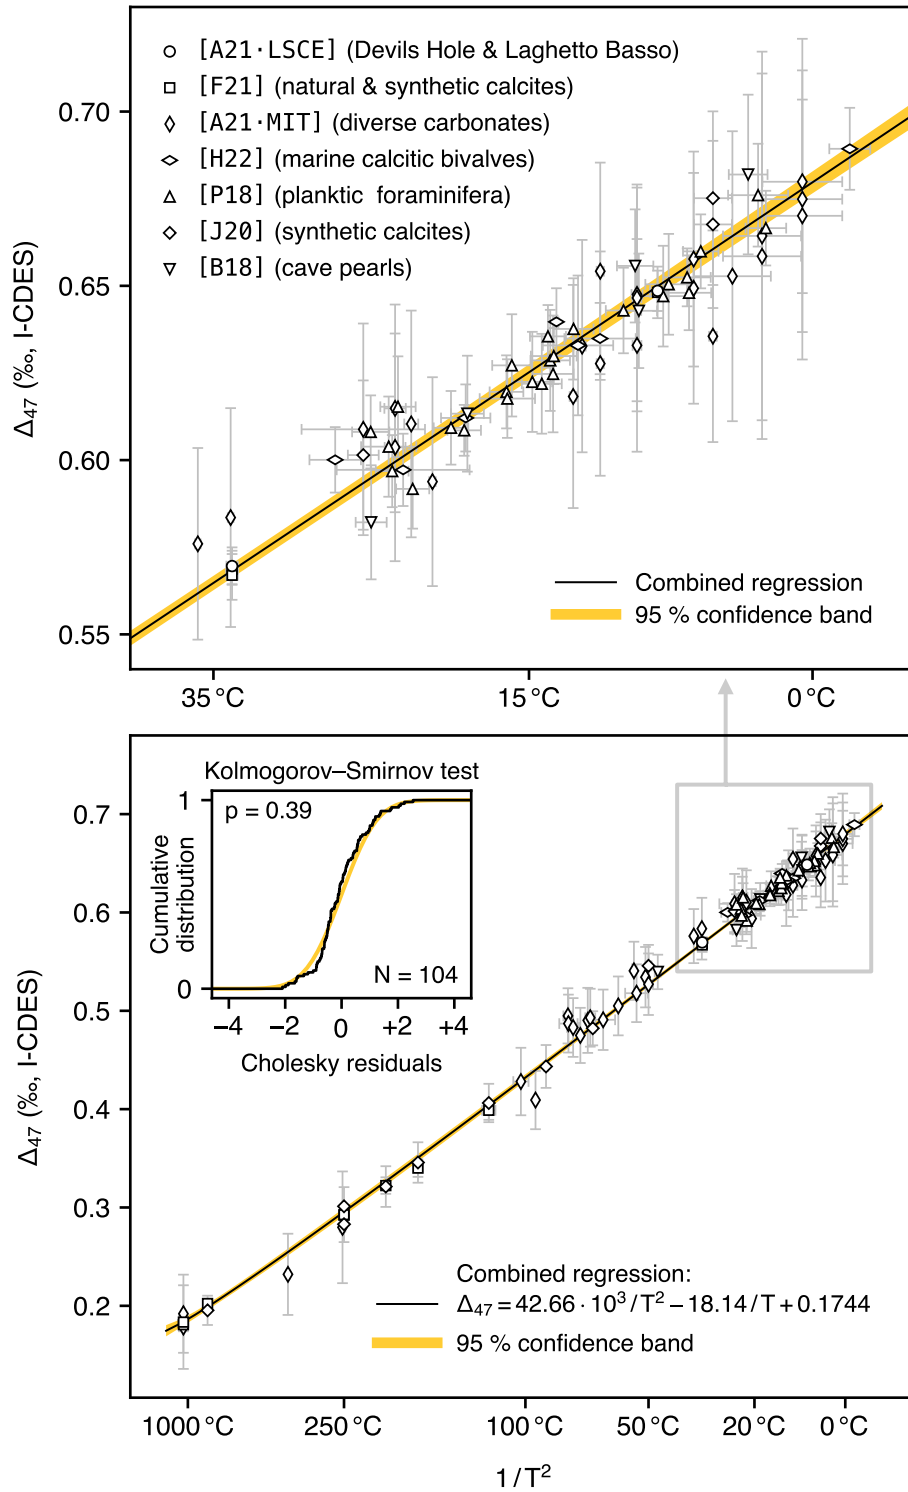 [A21·LSCE] (Devils Hole & Laghetto Basso)
[F21] (natural & synthetic calcites)
[A21·MIT] (diverse carbonates)
[H22] (marine calcitic bivalves)
[P18] (planktic foraminifera)
[J20] (synthetic calcites)
[B18] (cave pearls)
0.70
0.65
0.60
0.55
Δ₄₇ (‰, I-CDES)
Combined regression
95 % confidence band
35 °C
15 °C
0 °C
Kolmogorov–Smirnov test
p = 0.39
N = 104
1
0
Cumulative
distribution
−4
−2
0
+2
+4
Cholesky residuals
0.7
0.6
0.5
0.4
0.3
0.2
Δ₄₇ (‰, I-CDES)
Combined regression:
Δ₄₇ = 42.66 · 10³ / T² − 18.14 / T + 0.1744
95 % confidence band
1000 °C
250 °C
100 °C
50 °C
20 °C
0 °C
1 / T²